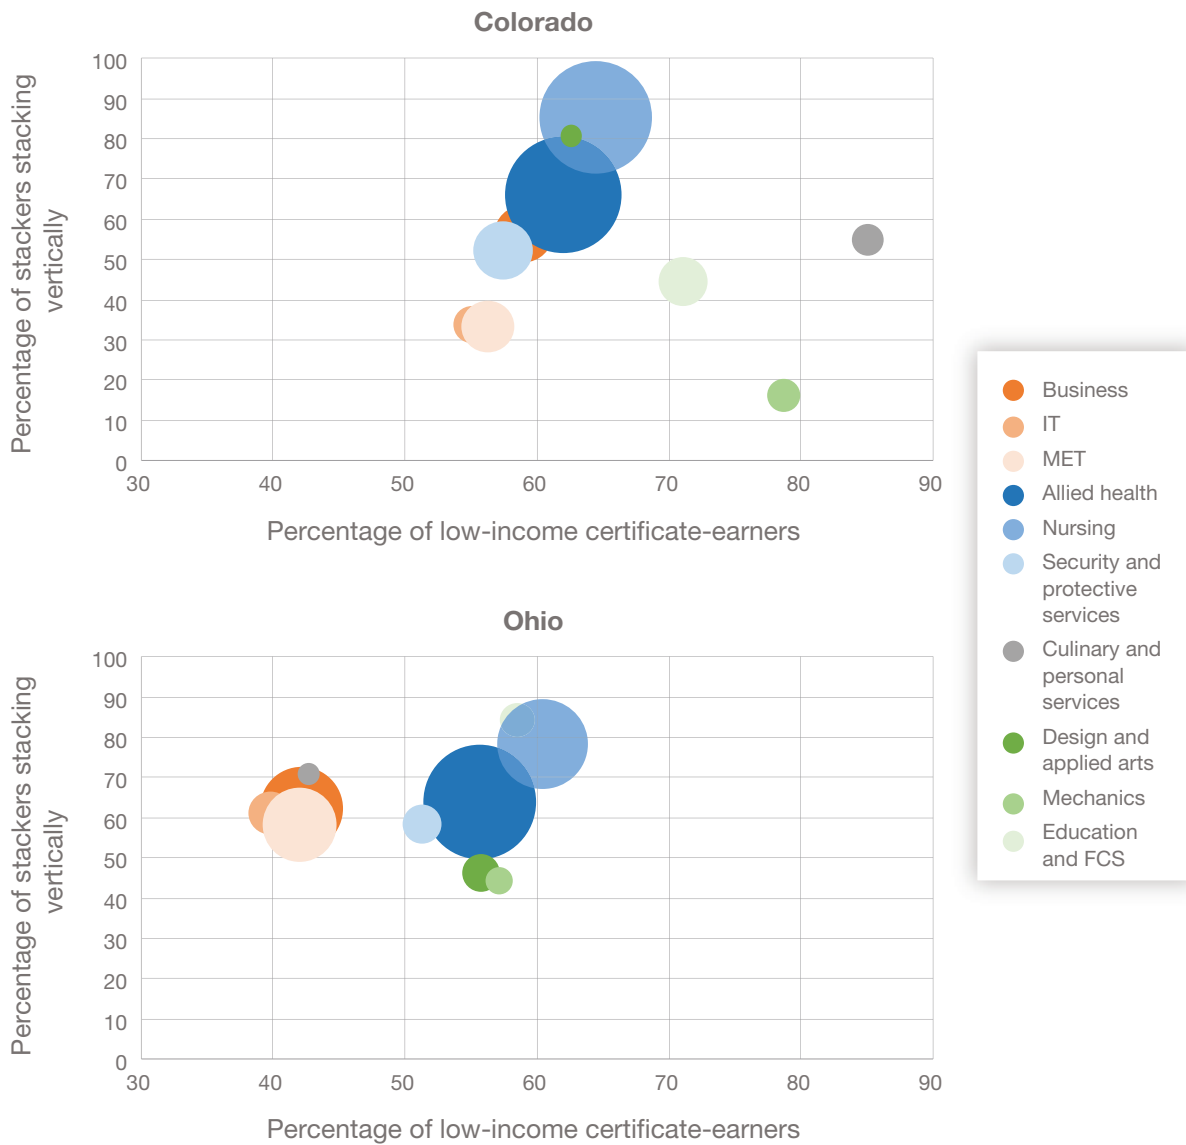 Colorado
Percentage of stackers stacking
vertically
100
90
80
70
60
50
40
30
20
10
0
30 40 50 60 70 80 90
Percentage of low-income certificate-earners
Business
IT
MET
Allied health
Nursing
Security and
protective
services
Culinary and
personal
services
Design and
applied arts
Mechanics
Education
and FCS
Ohio
Percentage of stackers stacking
vertically
100
90
80
70
60
50
40
30
20
10
0
30 40 50 60 70 80 90
Percentage of low-income certificate-earners